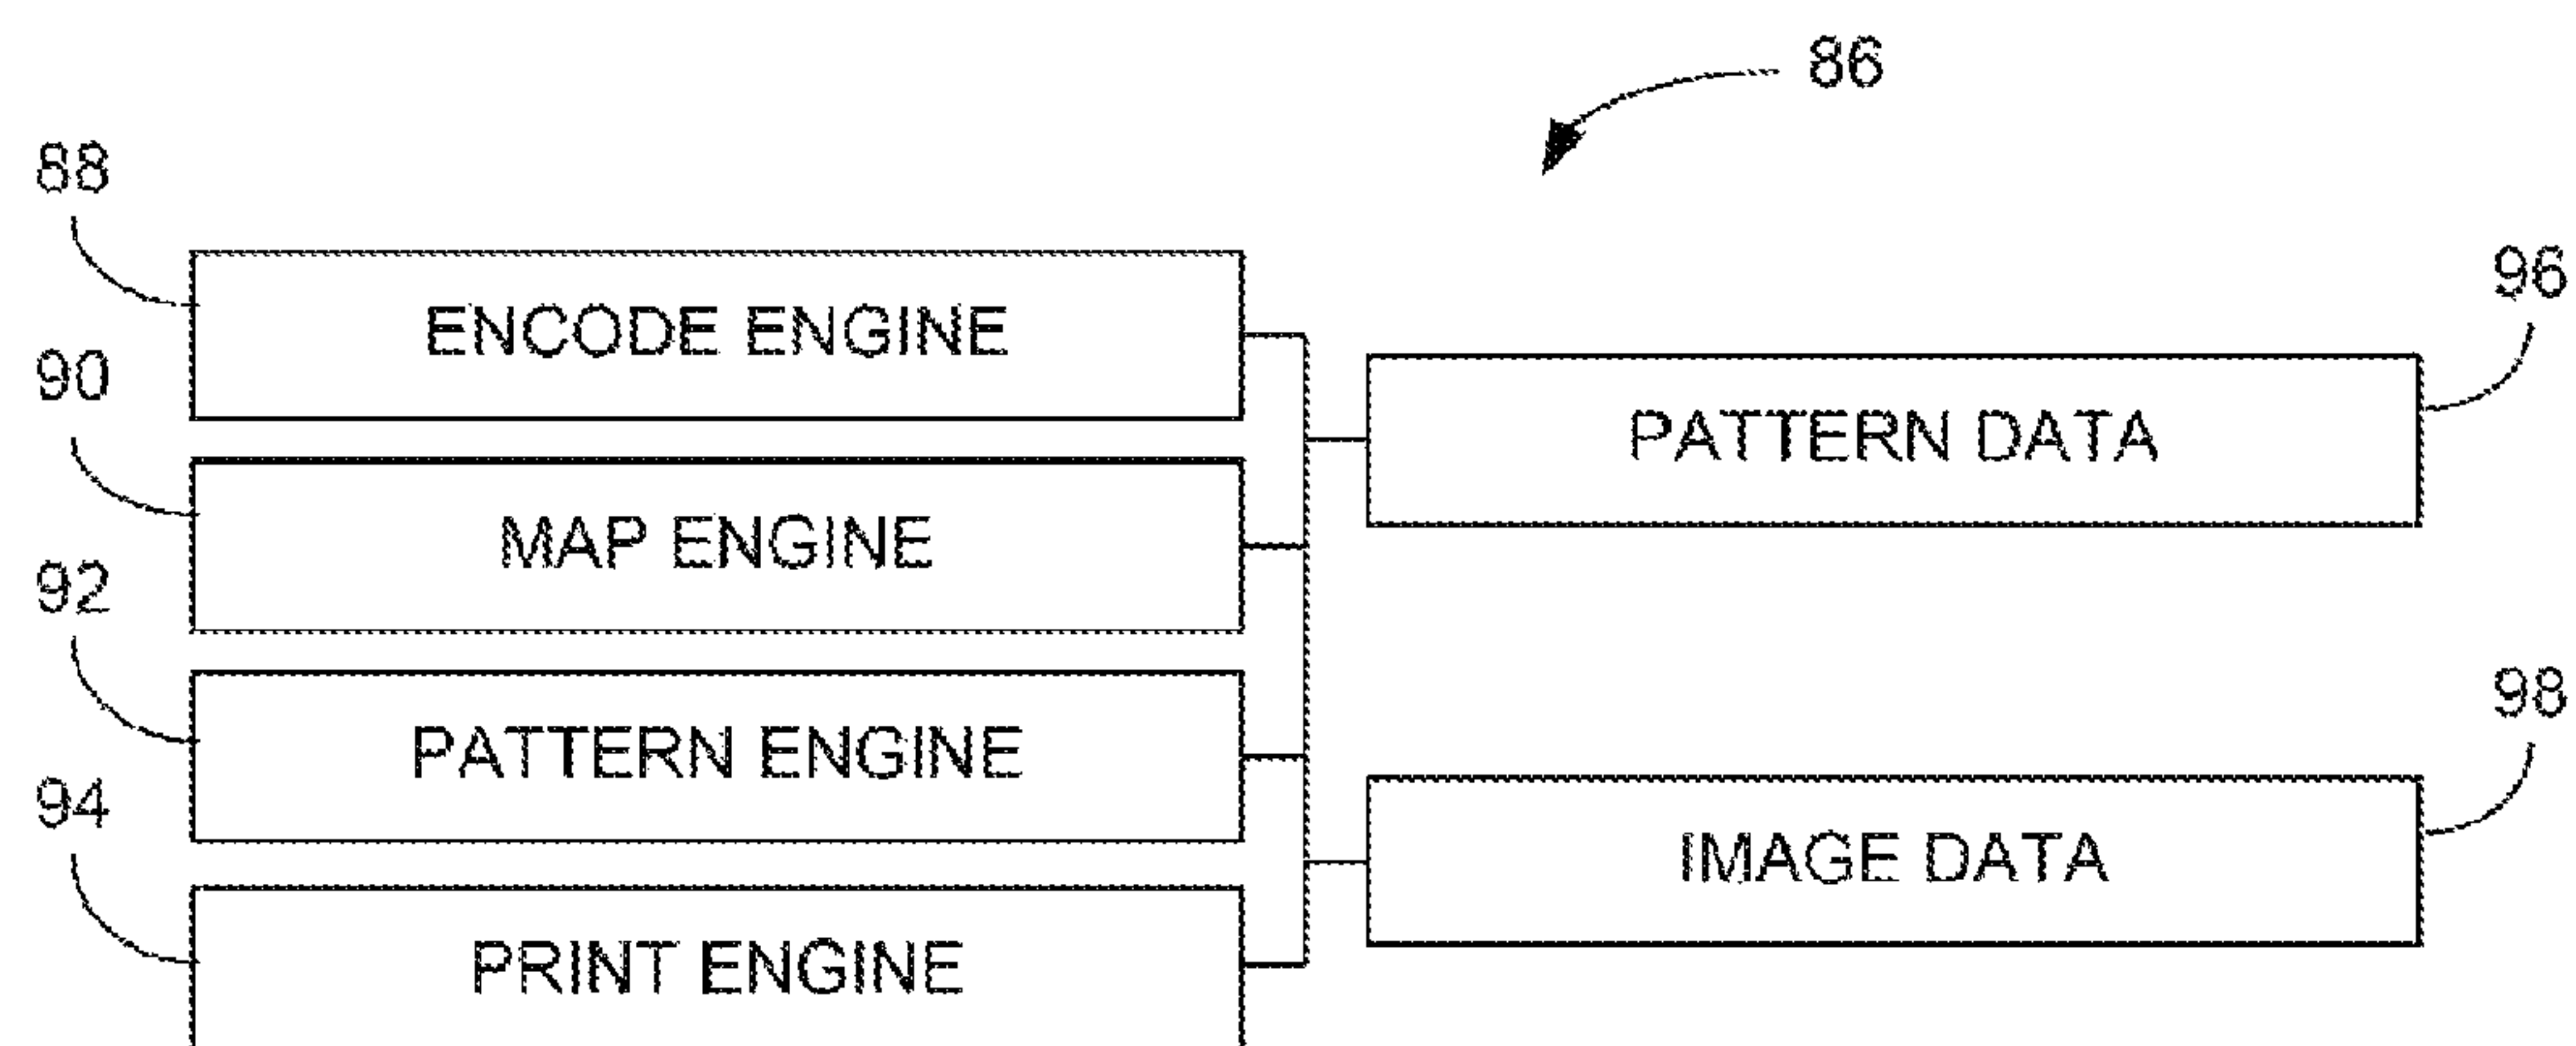 86
88
ENCODE ENGINE
96
90
PATTERN DATA
MAP ENGINE
92
98
PATTERN ENGINE
94
IMAGE DATA
PRINT ENGINE